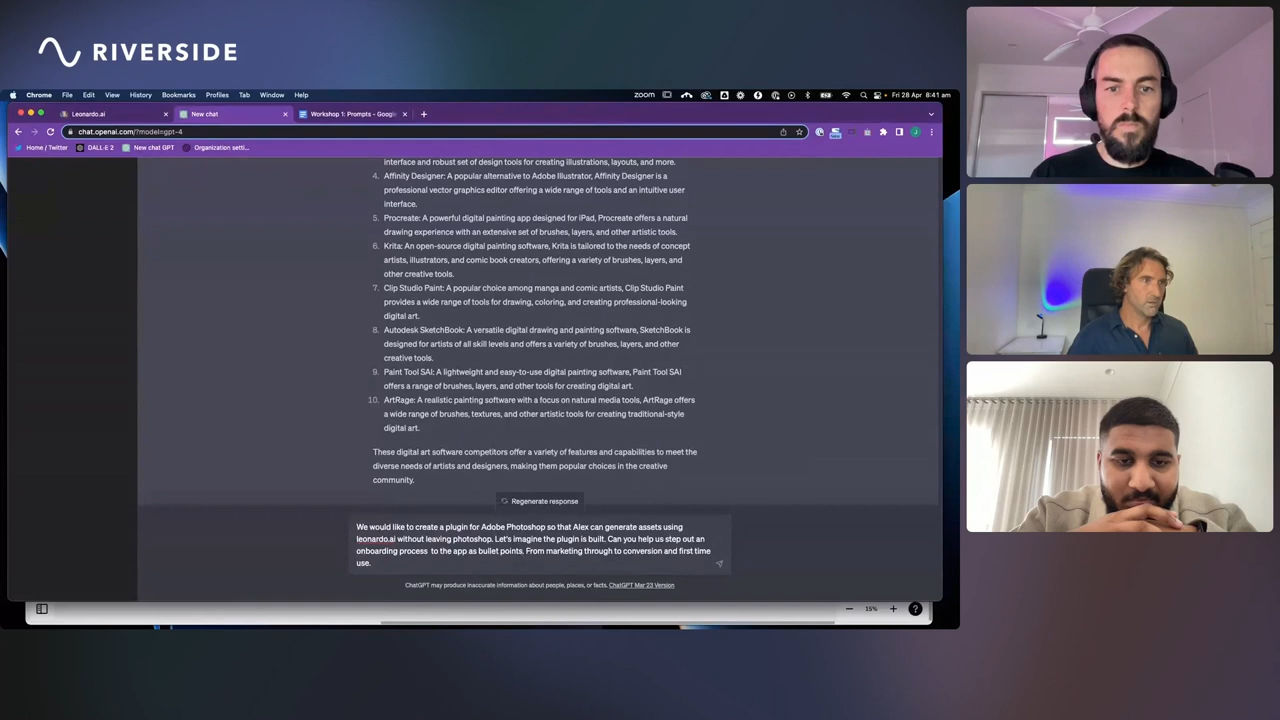 RIVERSIDE
Chrome File Edit View History Bookmarks Profiles Tab Window Help
zoom
Fri 28 Apr 8:41 am
Leonardo.ai
New chat
Workshop 1: Prompts - Googl
chat.openai.com/?model=gpt-4
Home / Twitter
DALL-E 2
New chat GPT
Organization setti...
interface and robust set of design tools for creating illustrations, layouts, and more.
4. Affinity Designer: A popular alternative to Adobe Illustrator, Affinity Designer is a
professional vector graphics editor offering a wide range of tools and an intuitive user
interface.
5. Procreate: A powerful digital painting app designed for iPad, Procreate offers a natural
drawing experience with an extensive set of brushes, layers, and other artistic tools.
6. Krita: An open-source digital painting software, Krita is tailored to the needs of concept
artists, illustrators, and comic book creators, offering a variety of brushes, layers, and
other creative tools.
7. Clip Studio Paint: A popular choice among manga and comic artists, Clip Studio Paint
provides a wide range of tools for drawing, coloring, and creating professional-looking
digital art.
8. Autodesk SketchBook: A versatile digital drawing and painting software, SketchBook is
designed for artists of all skill levels and offers a variety of brushes, layers, and other
creative tools.
9. Paint Tool SAI: A lightweight and easy-to-use digital painting software, Paint Tool SAI
offers a range of brushes, layers, and other tools for creating digital art.
10. ArtRage: A realistic painting software with a focus on natural media tools, ArtRage offers
a wide range of brushes, textures, and other artistic tools for creating traditional-style
digital art.
These digital art software competitors offer a variety of features and capabilities to meet the
diverse needs of artists and designers, making them popular choices in the creative
community.
Regenerate response
We would like to create a plugin for Adobe Photoshop so that Alex can generate assets using
leonardo.ai without leaving photoshop. Let's imagine the plugin is built. Can you help us step out an
onboarding process to the app as bullet points. From marketing through to conversion and first time
use.
ChatGPT may produce inaccurate information about people, places, or facts. ChatGPT Mar 23 Version
15%